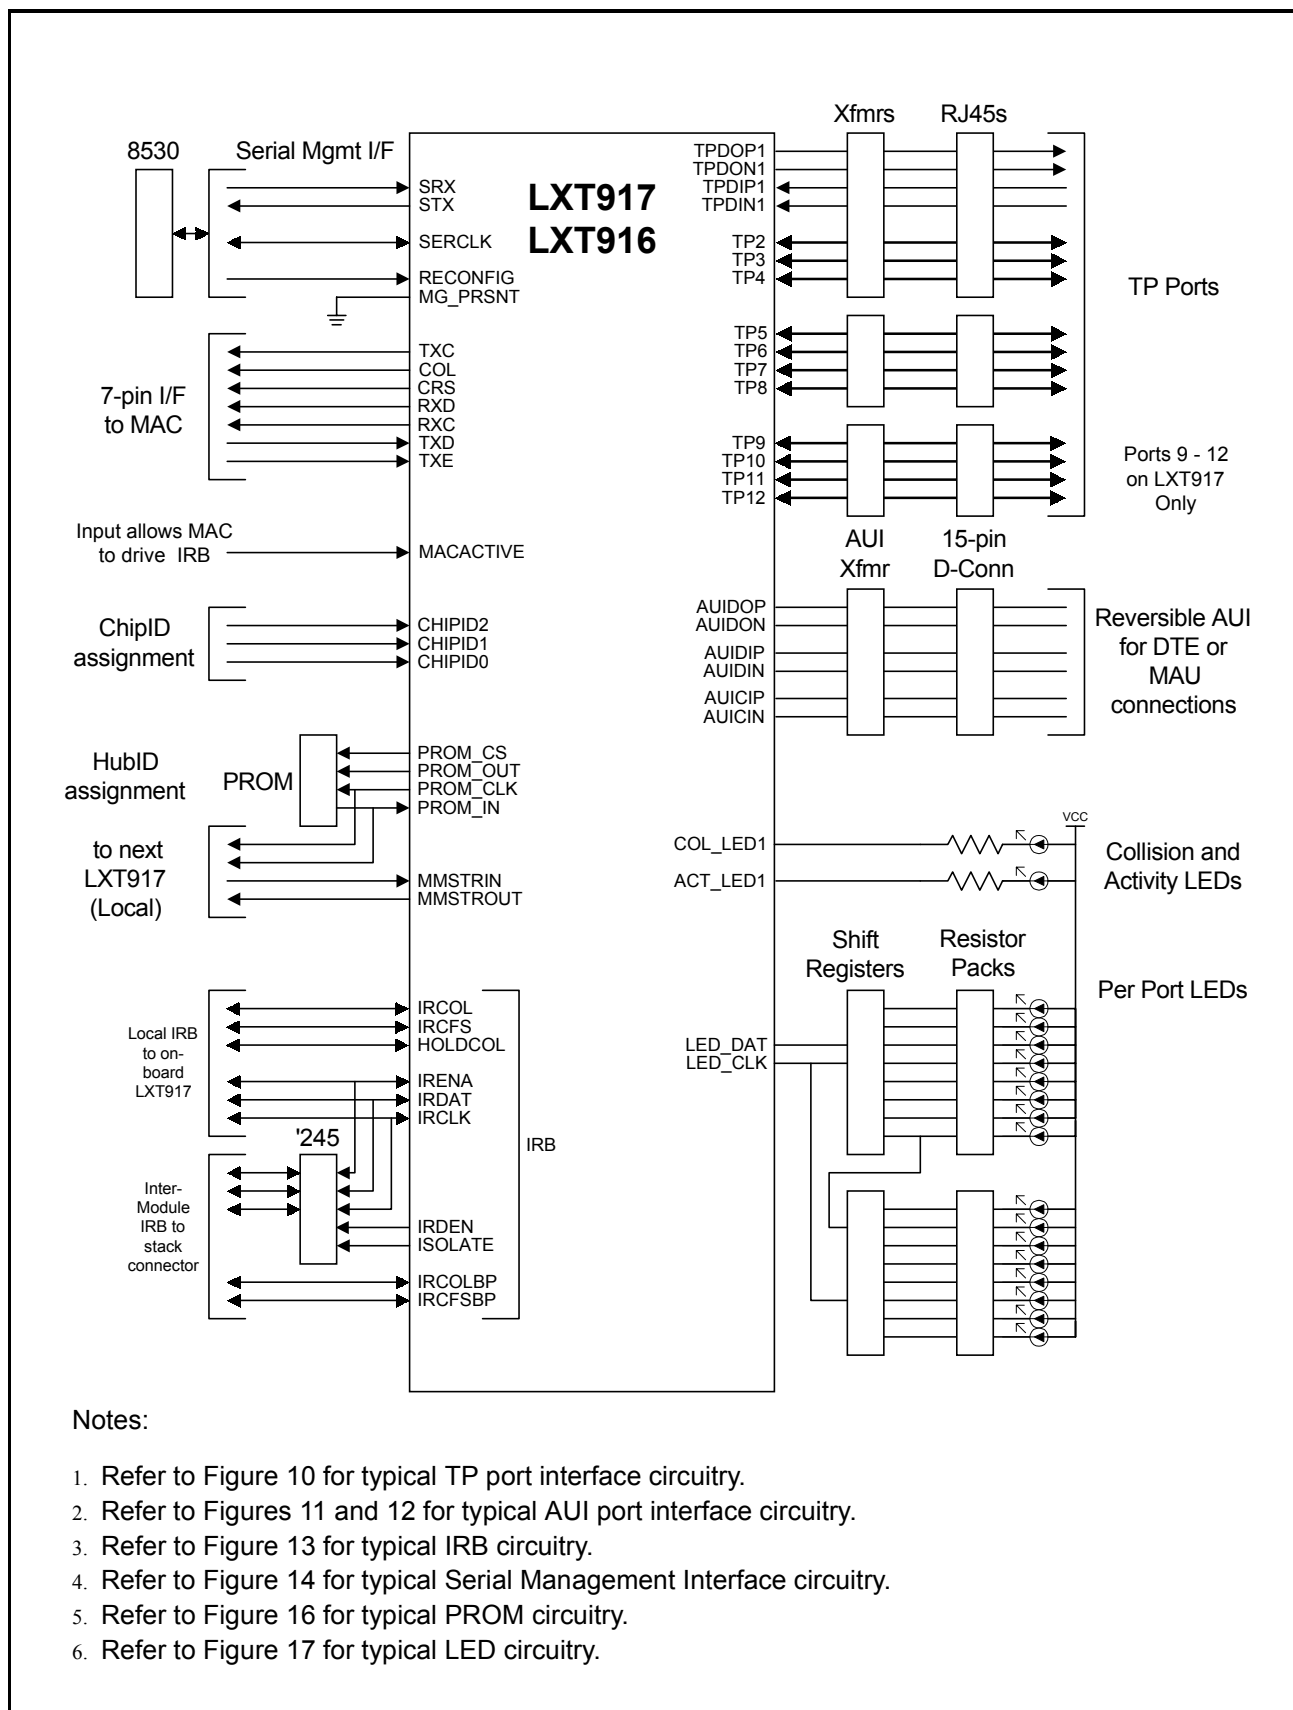 Xfmrs
RJ45s
8530
Serial Mgmt I/F
LXT917
LXT916
SRX
STX
SERCLK
RECONFIG
MG_PRSNT
TPDOP1
TPDON1
TPDIP1
TPDIN1
TP2
TP3
TP4
TP Ports
7-pin I/F
to MAC
TXC
COL
CRS
RXD
RXC
TXD
TXE
TP5
TP6
TP7
TP8
TP9
TP10
TP11
TP12
Ports 9 - 12
on LXT917
Only
Input allows MAC
to drive IRB
MACACTIVE
AUI
Xfmr
15-pin
D-Conn
ChipID
assignment
CHIPID2
CHIPID1
CHIPID0
AUIDOP
AUIDON
AUIDIP
AUIDIN
AUICIP
AUICIN
Reversible AUI
for DTE or
MAU
connections
HubID
assignment
PROM
PROM_CS
PROM_OUT
PROM_CLK
PROM_IN
to next
LXT917
(Local)
MMSTRIN
MMSTROUT
VCC
COL_LED1
ACT_LED1
Collision and
Activity LEDs
Shift
Registers
Resistor
Packs
Per Port LEDs
LED_DAT
LED_CLK
Local IRB
to on-
board
LXT917
IRCOL
IRCFS
HOLDCOL
IRENA
IRDAT
IRCLK
IRB
'245
Inter-
Module
IRB to
stack
connector
IRDEN
ISOLATE
IRCOLBP
IRCFSBP
Notes:
1. Refer to Figure 10 for typical TP port interface circuitry.
2. Refer to Figures 11 and 12 for typical AUI port interface circuitry.
3. Refer to Figure 13 for typical IRB circuitry.
4. Refer to Figure 14 for typical Serial Management Interface circuitry.
5. Refer to Figure 16 for typical PROM circuitry.
6. Refer to Figure 17 for typical LED circuitry.